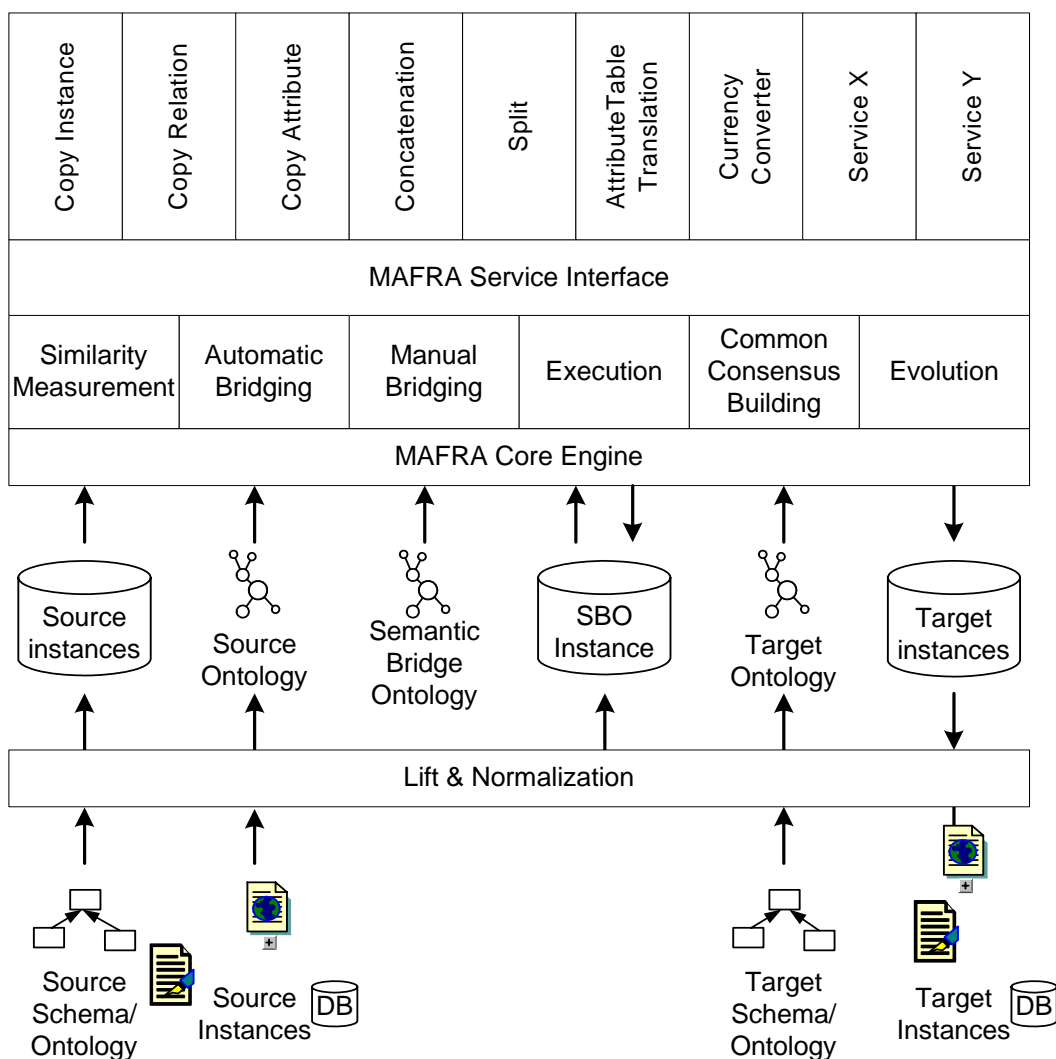 Copy Instance
Copy Relation
Copy Attribute
Concatenation
Split
AttributeTable
Translation
Currency
Converter
Service X
Service Y
MAFRA Service Interface
Similarity
Measurement
Automatic
Bridging
Manual
Bridging
Execution
Common
Consensus
Building
Evolution
MAFRA Core Engine
Source
instances
Source
Ontology
Semantic
Bridge
Ontology
SBO
Instance
Target
Ontology
Target
instances
Lift & Normalization
Source
Schema/
Ontology
Source
Instances
DB
Target
Schema/
Ontology
Target
Instances
DB